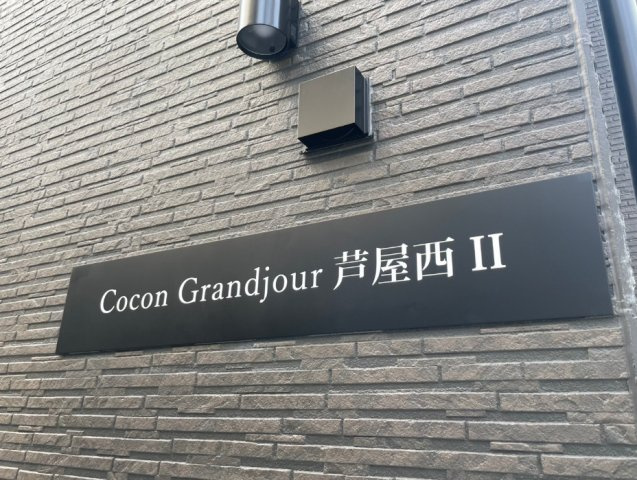 Cocon Grandjour 芦屋西 II